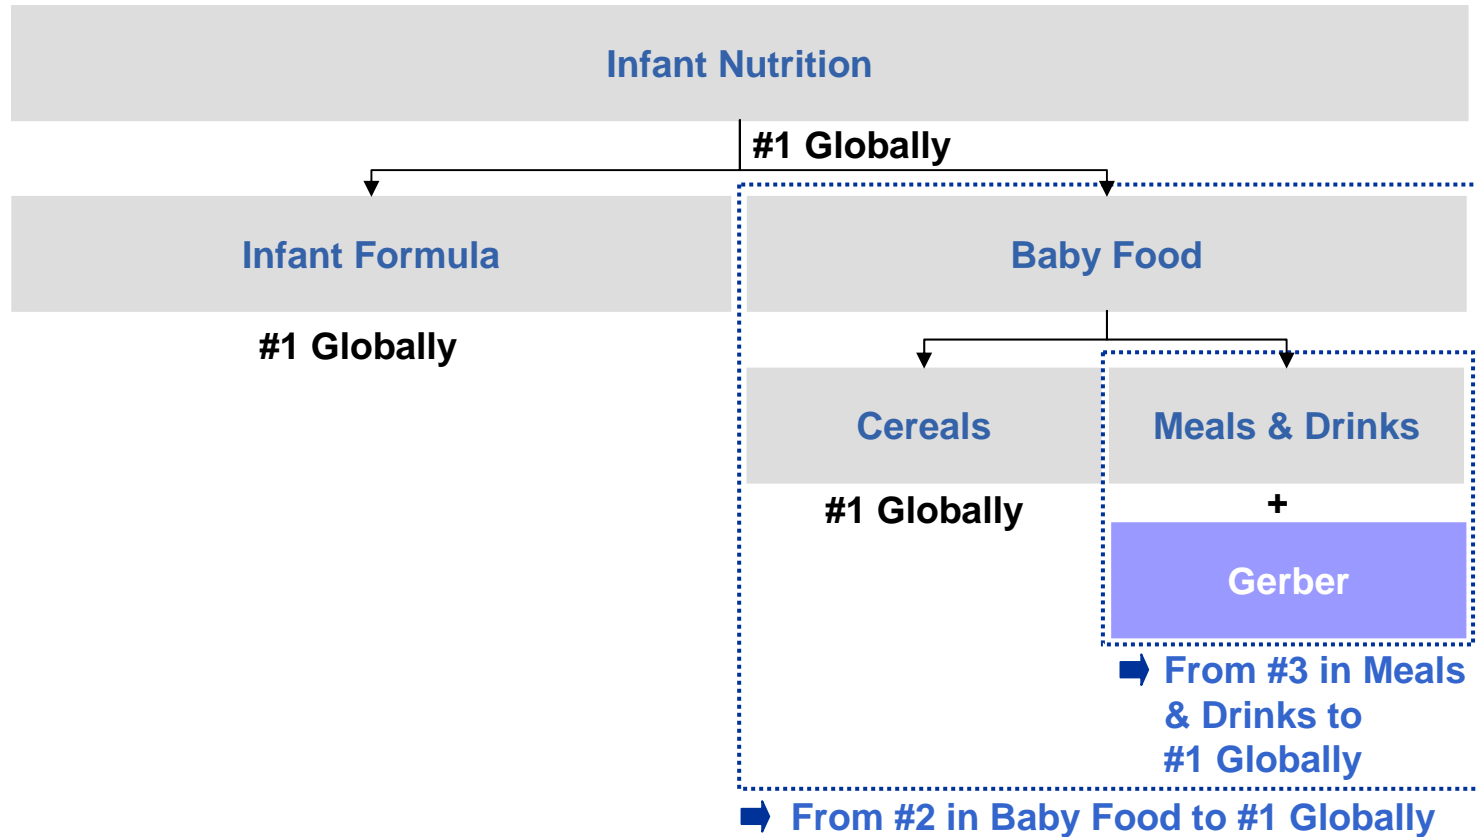 Infant Nutrition
#1 Globally
Infant Formula
Baby Food
#1 Globally
Cereals
Meals & Drinks
#1 Globally
+
Gerber
From #3 in Meals
& Drinks to
#1 Globally
From #2 in Baby Food to #1 Globally